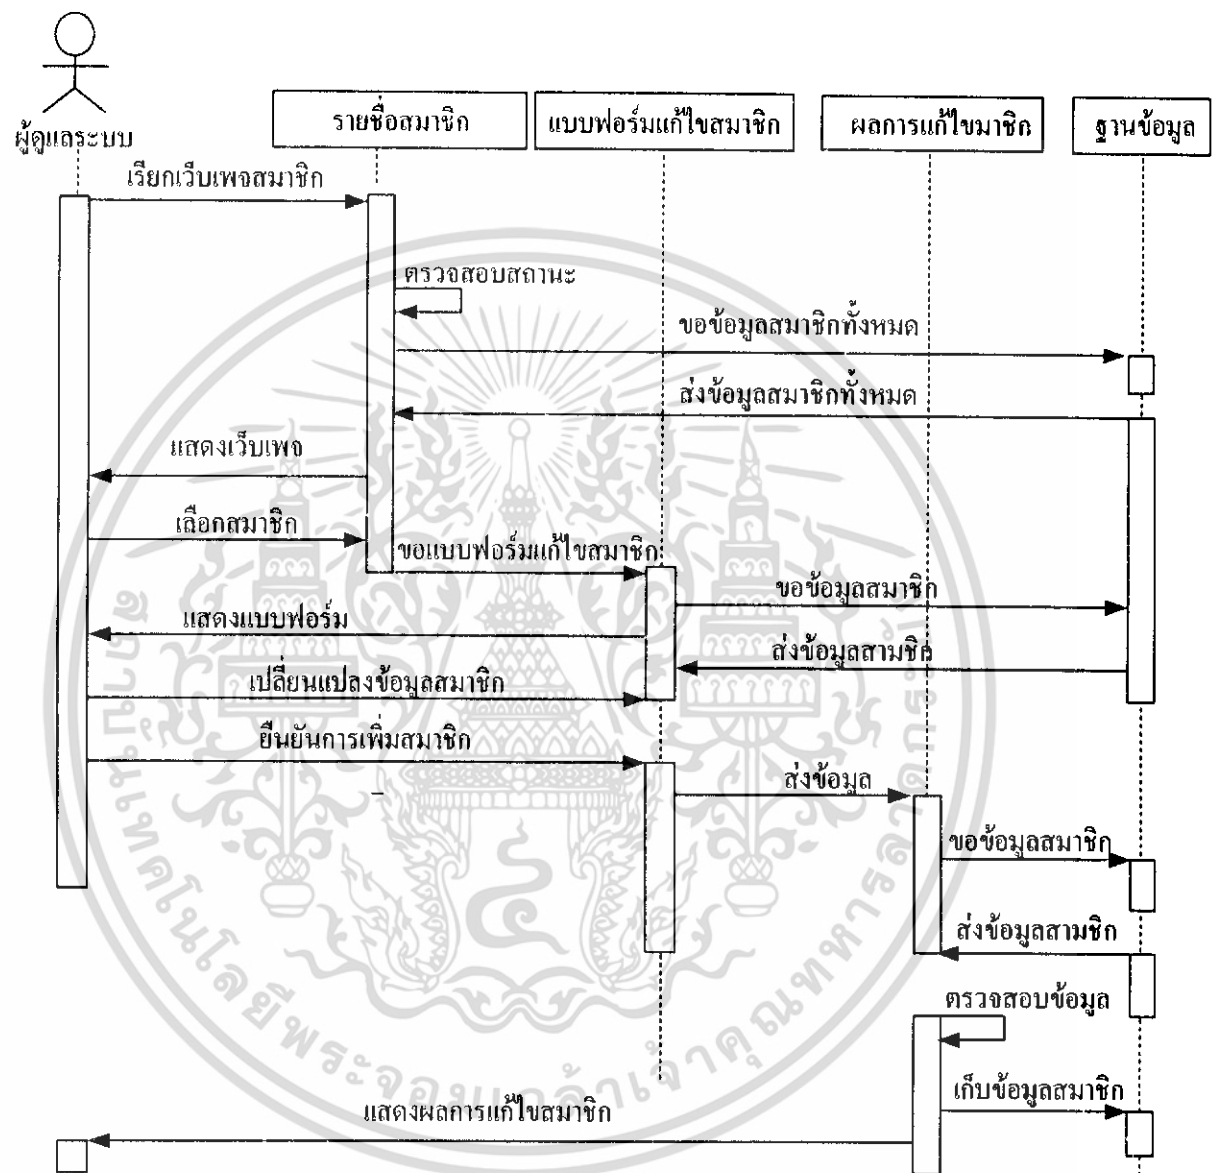 ผู้ดูแลระบบ
รายชื่อสมาชิก
แบบฟอร์มแก้ไขสมาชิก
ผลการแก้ไขมาชิก
ฐานข้อมูล
เรียกเว็บเพจสมาชิก
ตรวจสอบสถานะ
ขอข้อมูลสมาชิกทั้งหมด
ส่งข้อมูลสมาชิกทั้งหมด
แสดงเว็บเพจ
เลือกสมาชิก
ขอแบบฟอร์มแก้ไขสมาชิก
ขอข้อมูลสมาชิก
แสดงแบบฟอร์ม
ส่งข้อมูลสามชิก
เปลี่ยนแปลงข้อมูลสมาชิก
ยืนยันการเพิ่มสมาชิก
ส่งข้อมูล
ขอข้อมูลสมาชิก
ส่งข้อมูลสามชิก
ตรวจสอบข้อมูล
เก็บข้อมูลสมาชิก
แสดงผลการแก้ไขสมาชิก